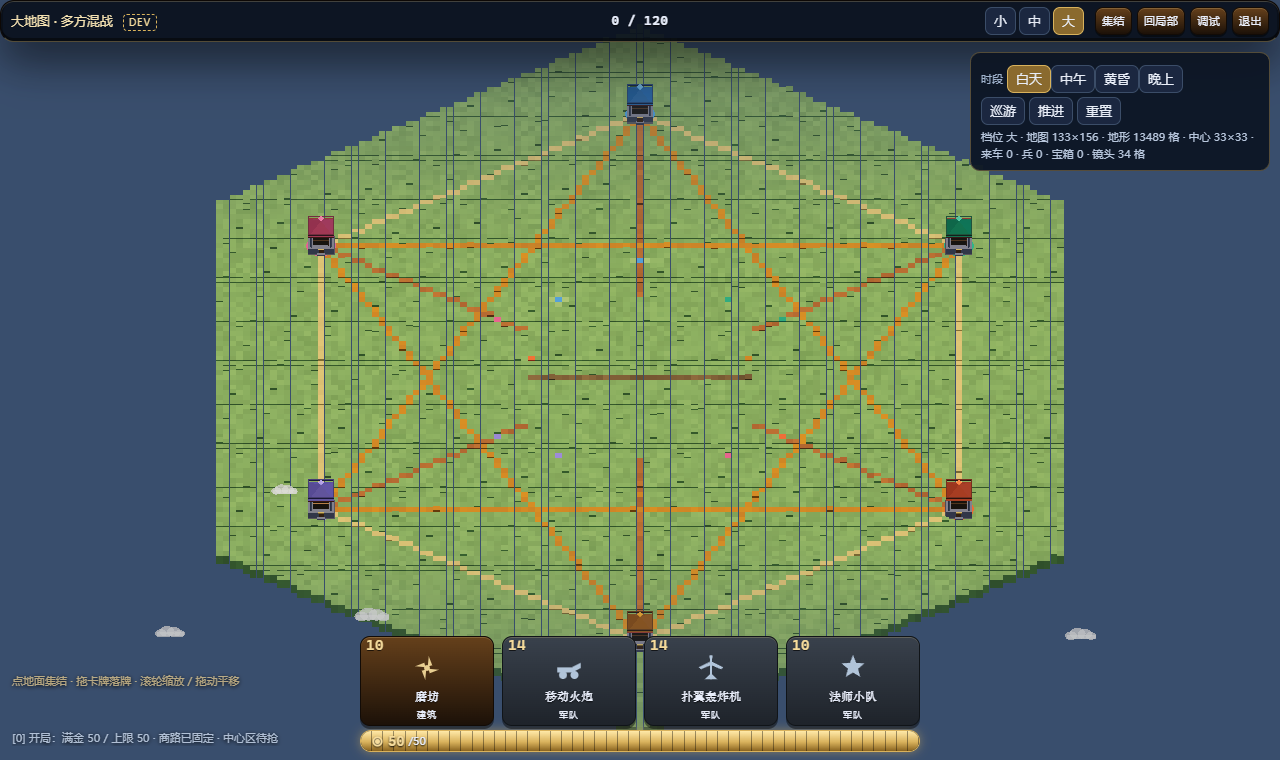 大地图 · 多方混战 DEV
0 / 120
小 中 大 集结 回局部 调试 退出
时段 白天 中午 黄昏 晚上
巡游 推进 重置
档位 大 · 地图 133×156 · 地形 13489 格 · 中心 33×33 ·
来车 0 · 兵 0 · 宝箱 0 · 镜头 34 格
10
磨坊
建筑
14
移动火炮
军队
14
扑翼轰炸机
军队
10
法师小队
军队
点地面集结 · 拖卡牌落牌 · 滚轮缩放 / 拖动平移
[0] 开局：满金 50 / 上限 50 · 商路已固定 · 中心区待抢
50 /50